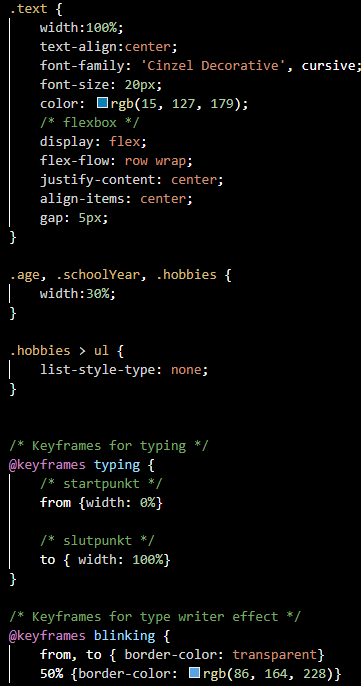 .text {
width:100%;
text-align:center;
font-family: 'Cinzel Decorative', cursive;
font-size: 20px;
color: rgb(15, 127, 179);
/* flexbox */
display: flex;
flex-flow: row wrap;
justify-content: center;
align-items: center;
gap: 5px;
}
.age, .schoolYear, .hobbies {
width:30%;
}
.hobbies > ul {
list-style-type: none;
}
/* Keyframes for typing */
@keyframes typing {
/* startpunkt */
from {width: 0%}
/* slutpunkt */
to { width: 100%}
}
/* Keyframes for type writer effect */
@keyframes blinking {
from, to { border-color: transparent}
50% {border-color: rgb(86, 164, 228)}